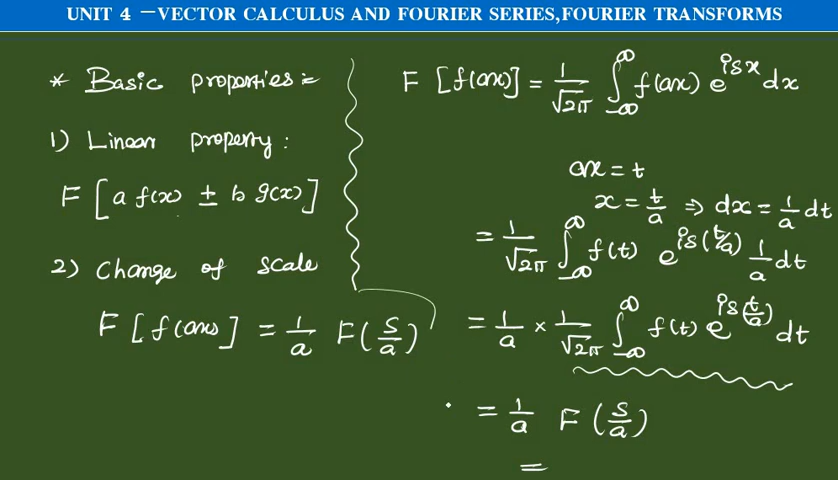 UNIT 4 –VECTOR CALCULUS AND FOURIER SERIES,FOURIER TRANSFORMS
* Basic properties :-
1) Linear property :
F [a f(x) ± b g(x)]
2) Change of scale
F [f(ax)] = 1/a F(s/a)
F [f(ax)] = 1/√2π ∫_{-∞}^{∞} f(ax) e^{isx} dx
ax = t
x = t/a ⇒ dx = 1/a dt
= 1/√2π ∫_{-∞}^{∞} f(t) e^{is(t/a)} 1/a dt
= 1/a × 1/√2π ∫_{-∞}^{∞} f(t) e^{is(t/a)} dt
= 1/a F(s/a)